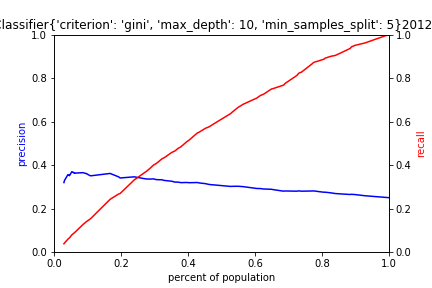 Classifier{'criterion': 'gini', 'max_depth': 10, 'min_samples_split': 5}2012
1.0 1.0
0.8 0.8
0.6 0.6
precision recall
0.4 0.4
0.2 0.2
0.0 0.0
0.0 0.2 0.4 0.6 0.8 1.0
percent of population